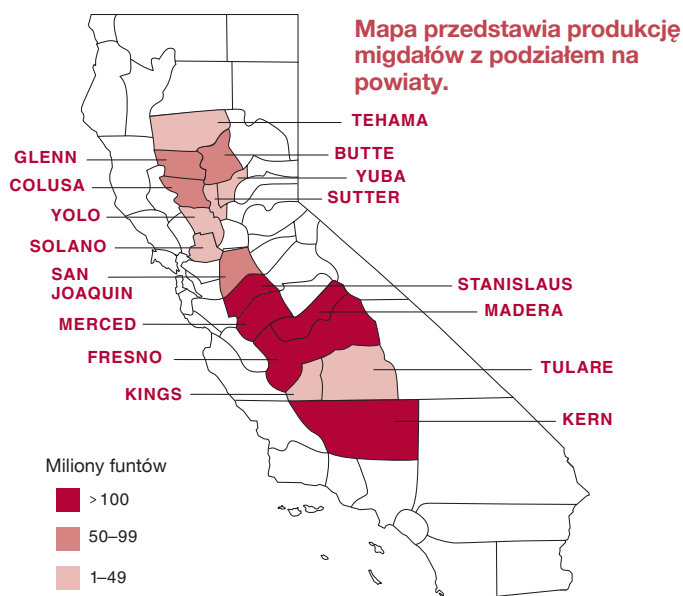 Mapa przedstawia produkcję
migdałów z podziałem na
powiaty.
TEHAMA
GLENN
BUTTE
COLUSA
YUBA
SUTTER
YOLO
SOLANO
SAN
JOAQUIN
STANISLAUS
MADERA
MERCED
FRESNO
TULARE
KINGS
KERN
Miliony funtów
>100
50–99
1–49